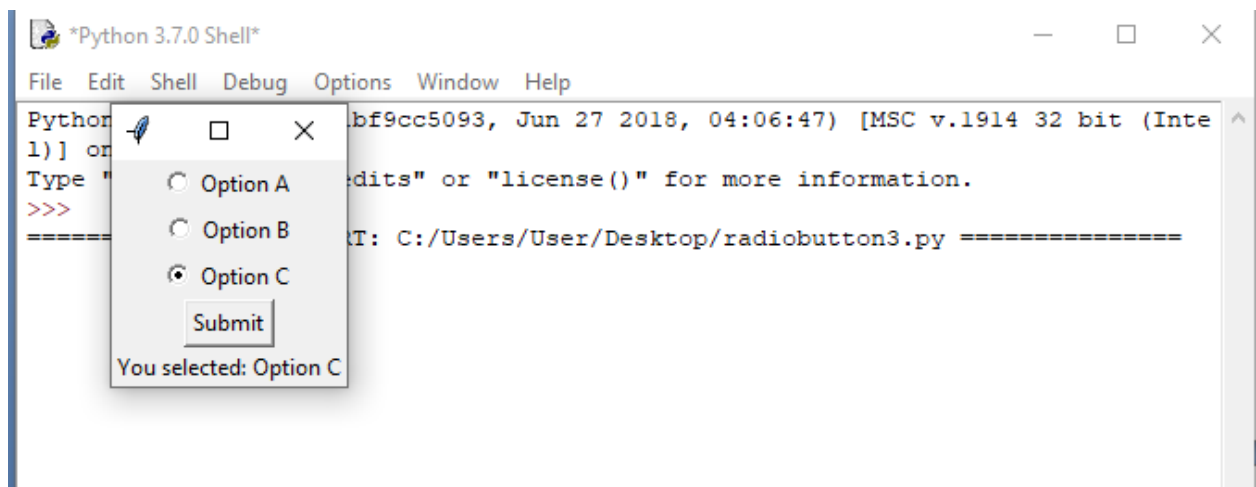 *Python 3.7.0 Shell*
File Edit Shell Debug Options Window Help
Python bf9cc5093, Jun 27 2018, 04:06:47) [MSC v.1914 32 bit (Inte
l)] on
Type " edits" or "license()" for more information.
>>>
====== RT: C:/Users/User/Desktop/radiobutton3.py ===============
Option A
Option B
Option C
Submit
You selected: Option C